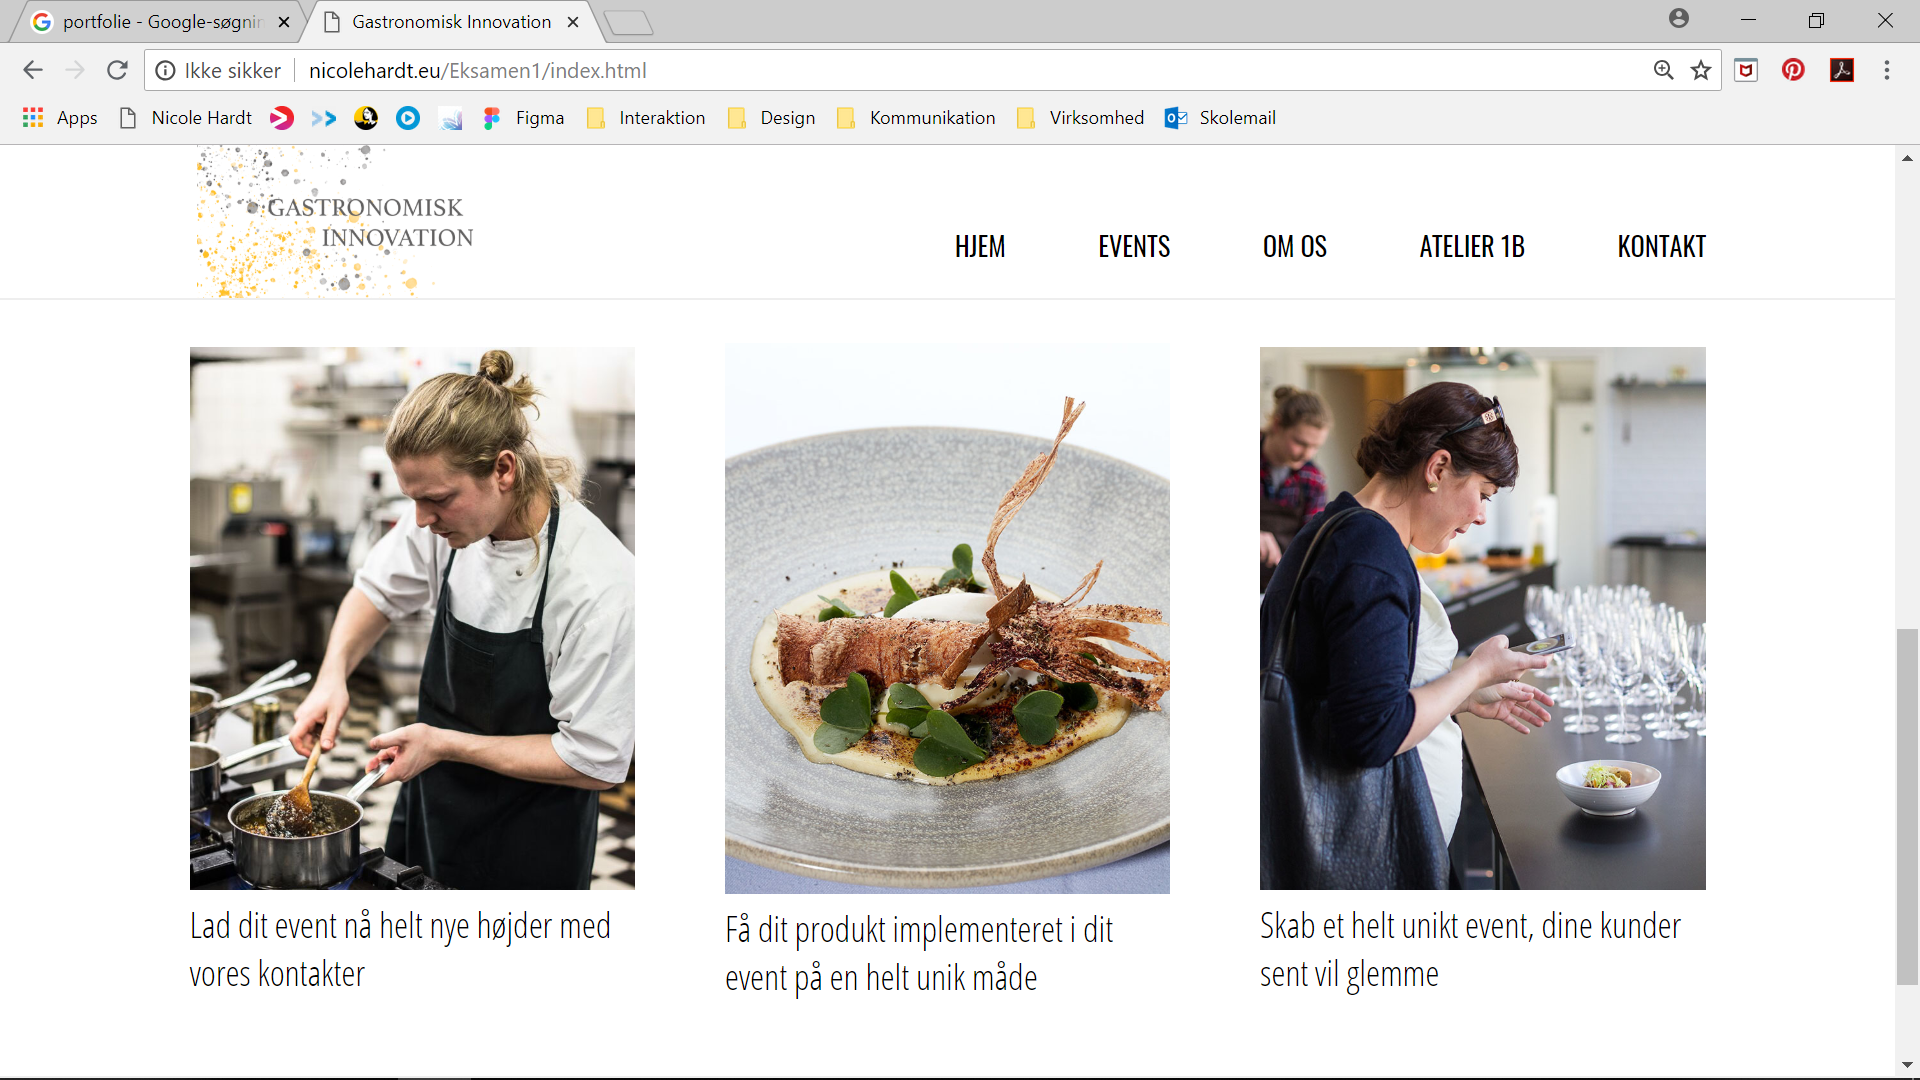 portfolie - Google-søgnin
Gastronomisk Innovation
Ikke sikker
nicolehardt.eu/Eksamen1/index.html
Apps
Nicole Hardt
Figma
Interaktion
Design
Kommunikation
Virksomhed
Skolemail
GASTRONOMISK
INNOVATION
HJEM
EVENTS
OM OS
ATELIER 1B
KONTAKT
Lad dit event nå helt nye højder med
vores kontakter
Få dit produkt implementeret i dit
event på en helt unik måde
Skab et helt unikt event, dine kunder
sent vil glemme